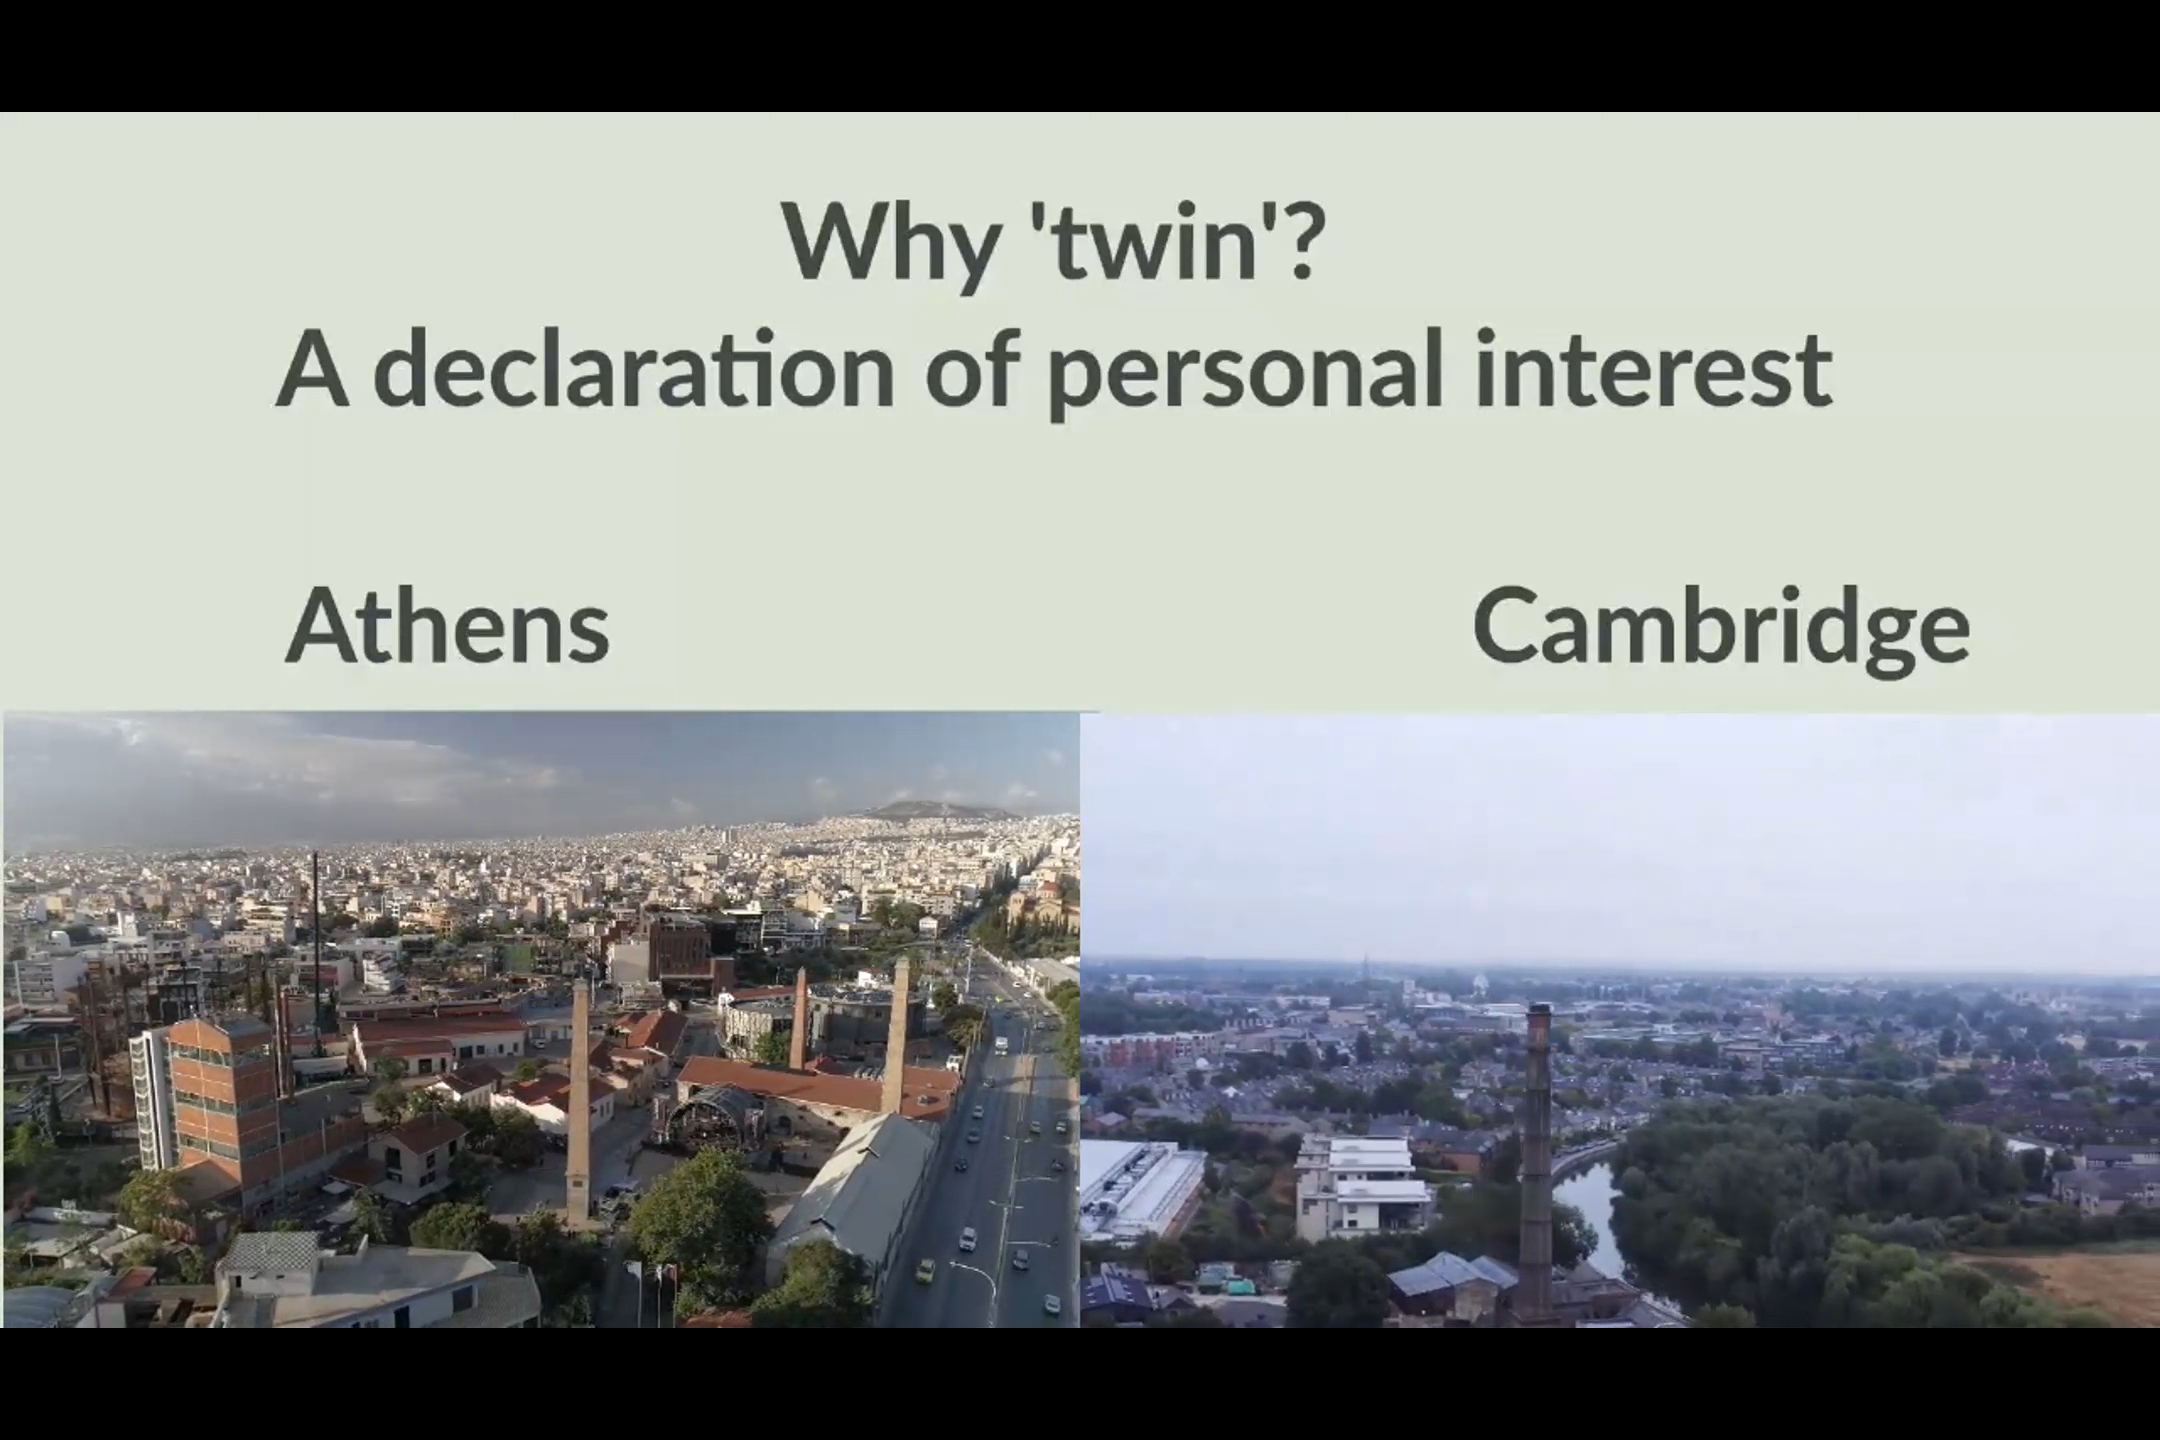 Why 'twin'?
A declaration of personal interest
Athens
Cambridge